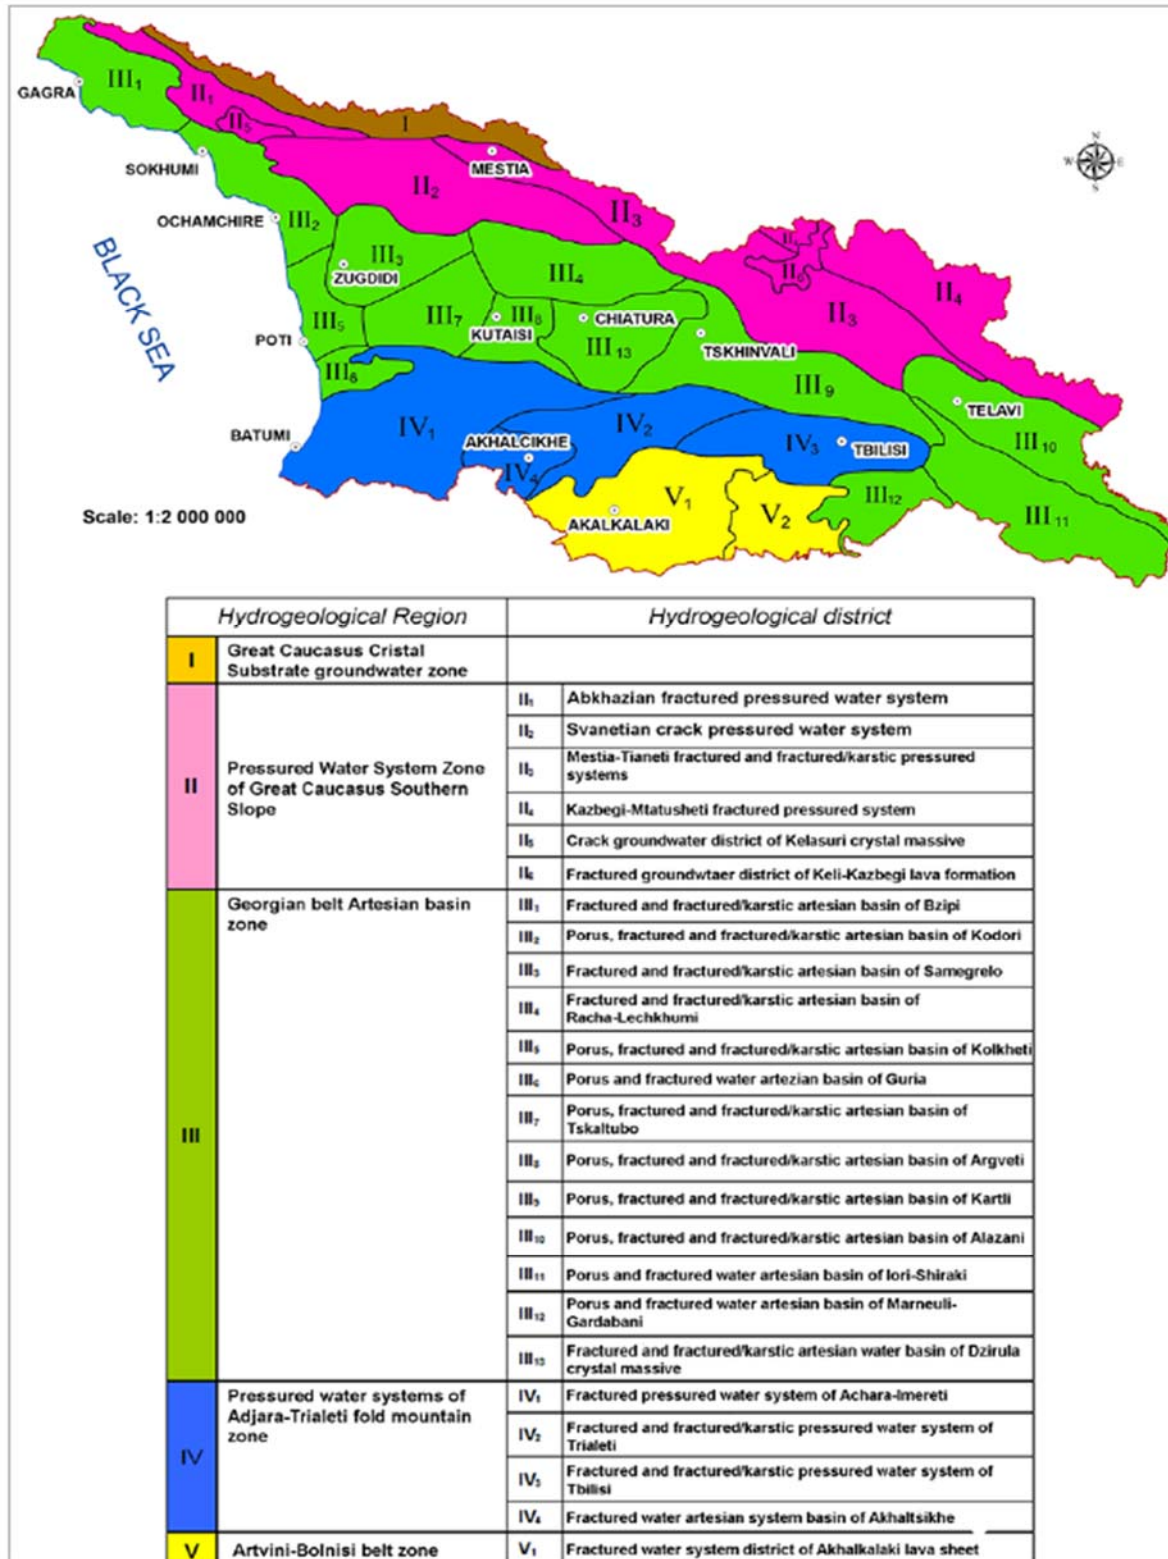 GAGRA
III₁
II₁
II₅
I
SOKHUMI
MESTIA
N
W E
S
II₂
OCHAMCHIRE
III₂
II₃
BLACK SEA
III₃
ZUGDIDI
III₄
II₆
II₄
III₅
III₇
III₈
KUTAISI
CHIATURA
II₃
POTI
III₁₃
TSKHINVALI
III₆
III₉
TELAVI
BATUMI
IV₁
AKHALCIKHE
IV₂
IV₃
TBILISI
III₁₀
IV₄
III₁₂
Scale: 1:2 000 000
V₁
V₂
III₁₁
AKALKALAKI
Hydrogeological Region
Hydrogeological district
I
Great Caucasus Cristal
Substrate groundwater zone
II
Pressured Water System Zone
of Great Caucasus Southern
Slope
II₁ Abkhazian fractured pressured water system
II₂ Svanetian crack pressured water system
II₃ Mestia-Tianeti fractured and fractured/karstic pressured
systems
II₄ Kazbegi-Mtatusheti fractured pressured system
II₅ Crack groundwater district of Kelasuri crystal massive
II₆ Fractured groundwtaer district of Keli-Kazbegi lava formation
III
Georgian belt Artesian basin
zone
III₁ Fractured and fractured/karstic artesian basin of Bzipi
III₂ Porus, fractured and fractured/karstic artesian basin of Kodori
III₃ Fractured and fractured/karstic artesian basin of Samegrelo
III₄ Fractured and fractured/karstic artesian basin of
Racha-Lechkhumi
III₅ Porus, fractured and fractured/karstic artesian basin of Kolkheti
III₆ Porus and fractured water artezian basin of Guria
III₇ Porus, fractured and fractured/karstic artesian basin of
Tskaltubo
III₈ Porus, fractured and fractured/karstic artesian basin of Argveti
III₉ Porus, fractured and fractured/karstic artesian basin of Kartli
III₁₀ Porus, fractured and fractured/karstic artesian basin of Alazani
III₁₁ Porus and fractured water artesian basin of Iori-Shiraki
III₁₂ Porus and fractured water artesian basin of Marneuli-
Gardabani
III₁₃ Fractured and fractured/karstic artesian water basin of Dzirula
crystal massive
IV
Pressured water systems of
Adjara-Trialeti fold mountain
zone
IV₁ Fractured pressured water system of Achara-Imereti
IV₂ Fractured and fractured/karstic pressured water system of
Trialeti
IV₃ Fractured and fractured/karstic pressured water system of
Tbilisi
IV₄ Fractured water artesian system basin of Akhaltsikhe
V
Artvini-Bolnisi belt zone
V₁ Fractured water system district of Akhalkalaki lava sheet